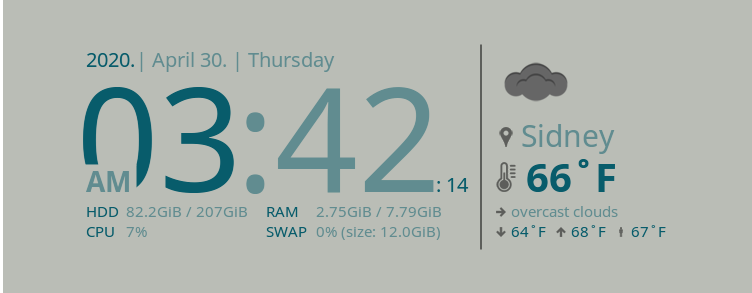 2020.| April 30. | Thursday
03:42
AM
: 14
HDD 82.2GiB / 207GiB RAM 2.75GiB / 7.79GiB
CPU 7% SWAP 0% (size: 12.0GiB)
Sidney
66°F
overcast clouds
64°F 68°F 67°F